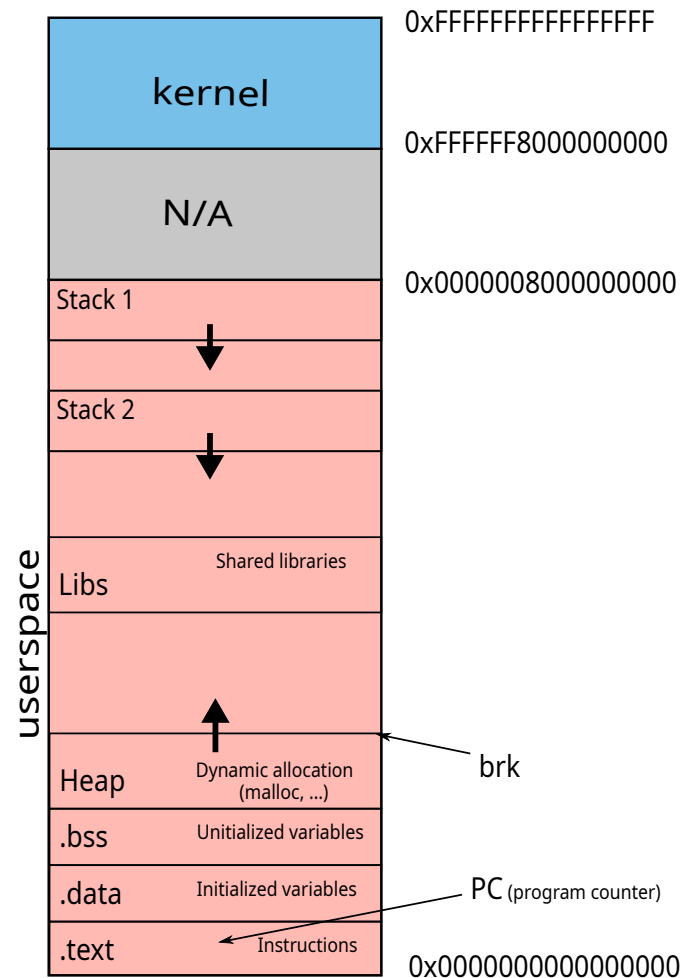 0xFFFFFFFFFFFFFFFF
kernel
0xFFFFFF8000000000
N/A
0x0000008000000000
Stack 1
Stack 2
userspace
Shared libraries
Libs
brk
Heap
Dynamic allocation
(malloc, ...)
.bss
Unitialized variables
.data
Initialized variables
PC (program counter)
.text
Instructions
0x0000000000000000